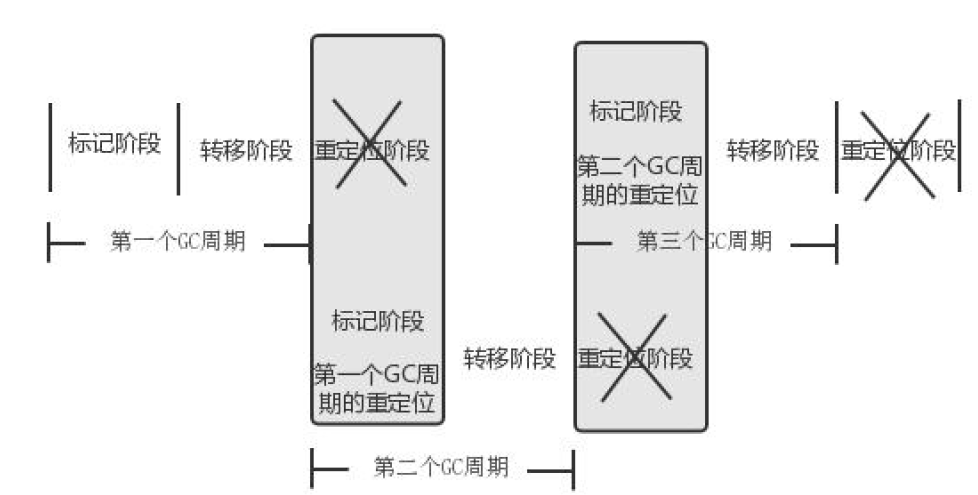 标记阶段
转移阶段
重定位阶段
标记阶段
第二个GC周
期的重定位
转移阶段
重定位阶段
第一个GC周期
第三个GC周期
标记阶段
第一个GC周
期的重定位
转移阶段
重定位阶段
第二个GC周期